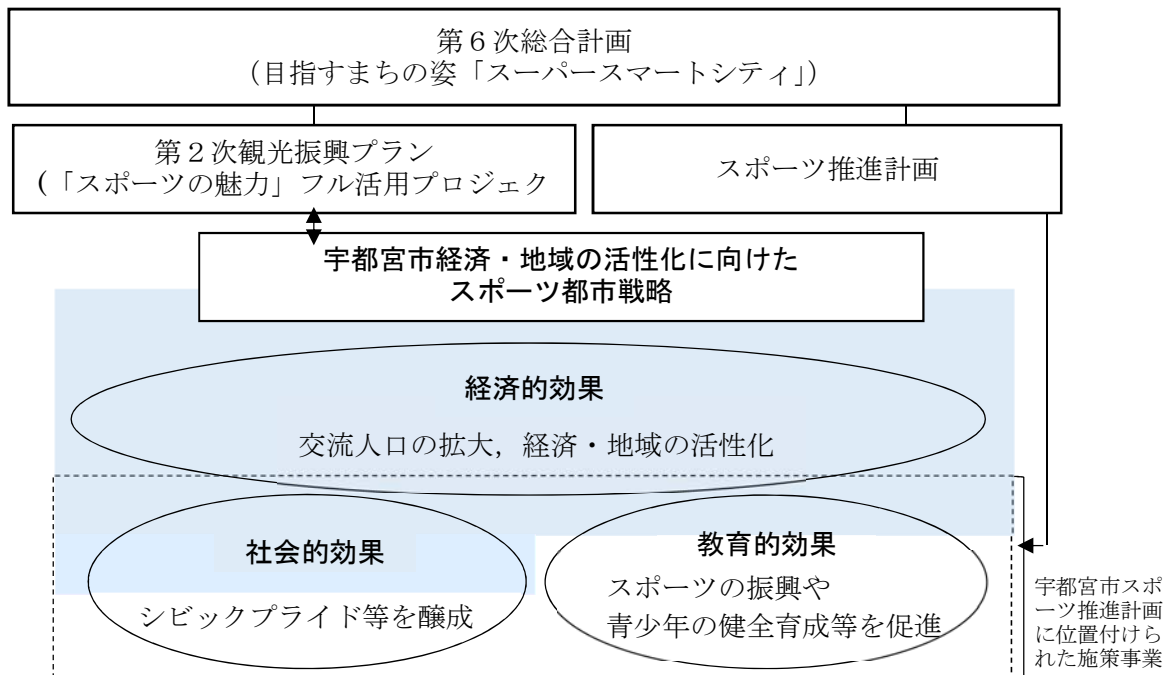 第６次総合計画
（目指すまちの姿「スーパースマートシティ」）
第２次観光振興プラン
（「スポーツの魅力」フル活用プロジェク
スポーツ推進計画
宇都宮市経済・地域の活性化に向けた
スポーツ都市戦略
経済的効果
交流人口の拡大，経済・地域の活性化
社会的効果
シビックプライド等を醸成
教育的効果
スポーツの振興や
青少年の健全育成等を促進
宇都宮市スポ
ーツ推進計画
に位置付けら
れた施策事業